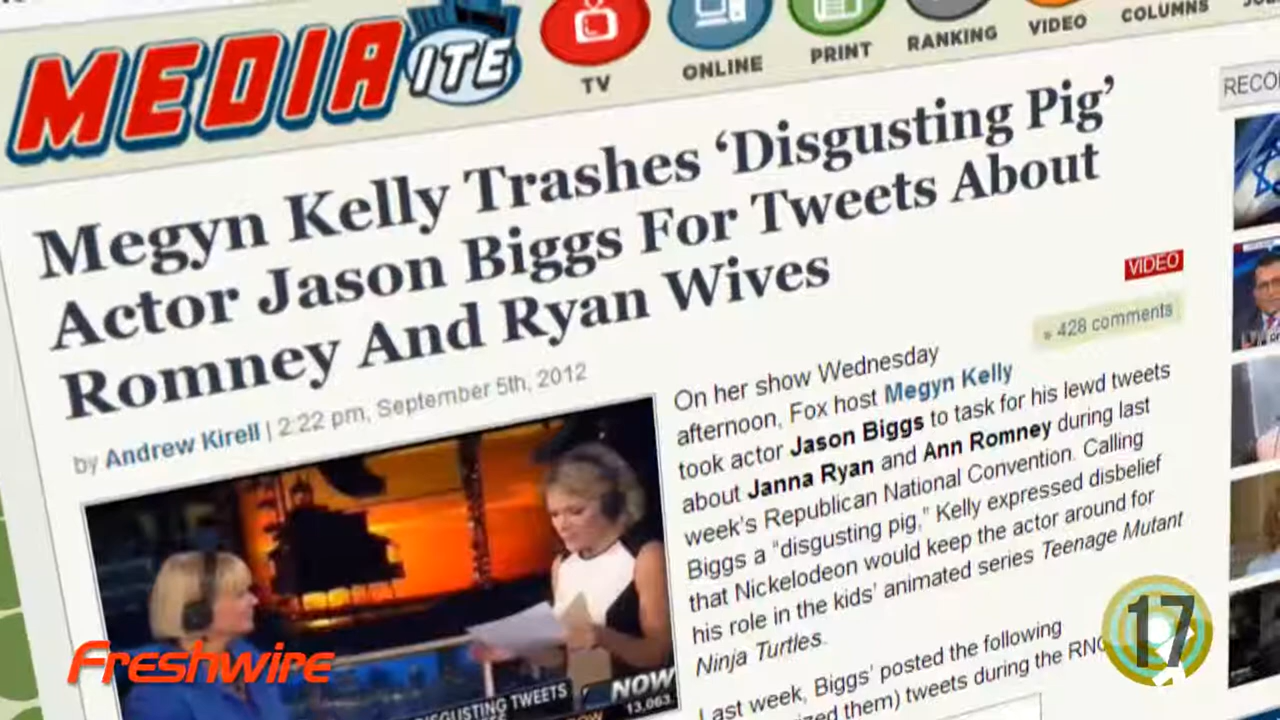 MEDIAITE
TV
ONLINE
PRINT
RANKING
VIDEO
COLUMNS
Megyn Kelly Trashes ‘Disgusting Pig’
Actor Jason Biggs For Tweets About
Romney And Ryan Wives
VIDEO
» 428 comments
by Andrew Kirell | 2:22 pm, September 5th, 2012
On her show Wednesday
afternoon, Fox host Megyn Kelly
took actor Jason Biggs to task for his lewd tweets
about Janna Ryan and Ann Romney during last
week's Republican National Convention. Calling
Biggs a "disgusting pig," Kelly expressed disbelief
that Nickelodeon would keep the actor around for
his role in the kids' animated series Teenage Mutant
Ninja Turtles.
Last week, Biggs' posted the following
them) tweets during the RNC
TWEETS
NOW
13,063
Freshwire
17